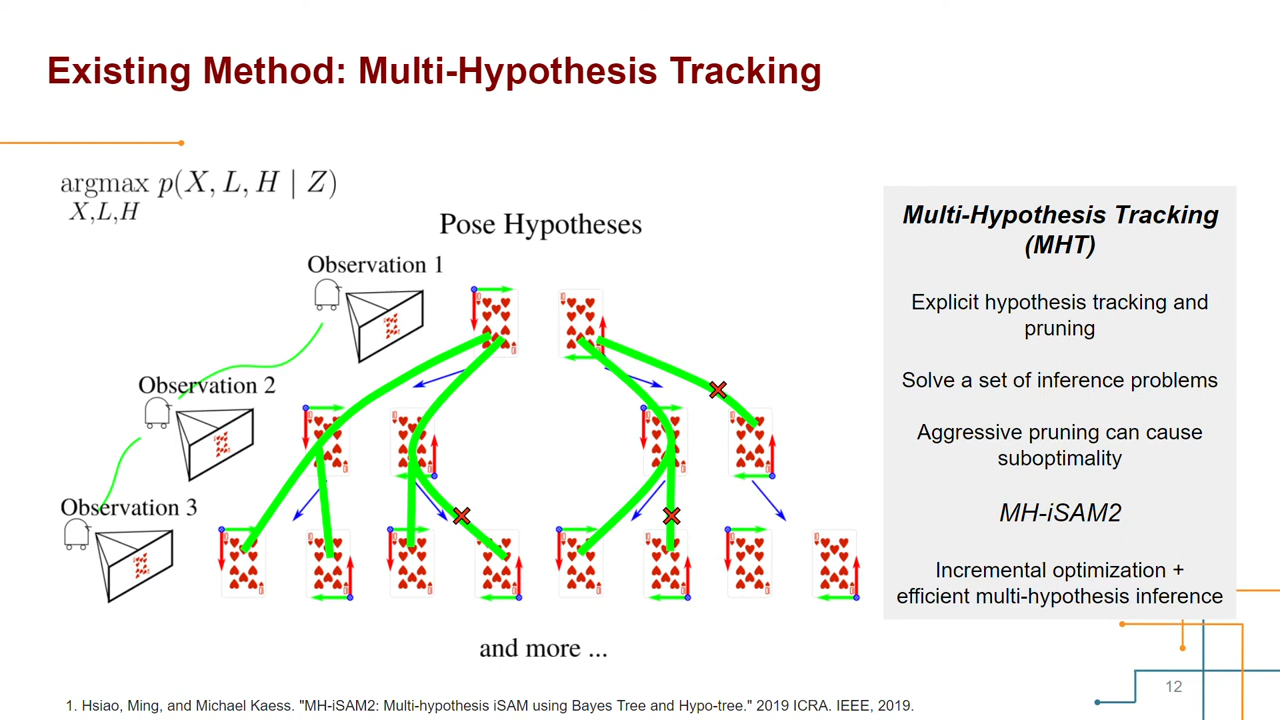 Existing Method: Multi-Hypothesis Tracking
argmax p(X, L, H | Z)
X,L,H
Pose Hypotheses
Observation 1
Observation 2
Observation 3
and more ...
Multi-Hypothesis Tracking
(MHT)
Explicit hypothesis tracking and
pruning
Solve a set of inference problems
Aggressive pruning can cause
suboptimality
MH-iSAM2
Incremental optimization +
efficient multi-hypothesis inference
12
1. Hsiao, Ming, and Michael Kaess. "MH-iSAM2: Multi-hypothesis iSAM using Bayes Tree and Hypo-tree." 2019 ICRA. IEEE, 2019.